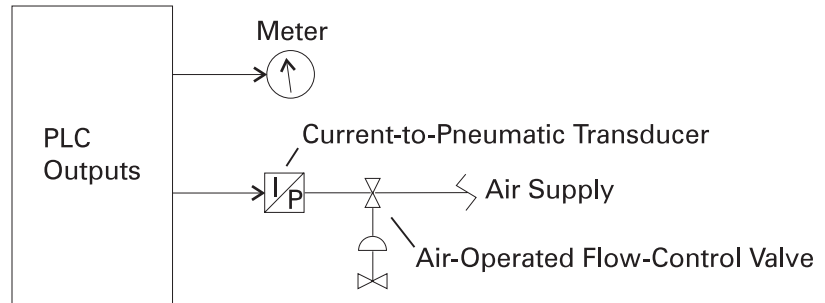 Meter
PLC
Outputs
Current-to-Pneumatic Transducer
I/P
Air Supply
Air-Operated Flow-Control Valve